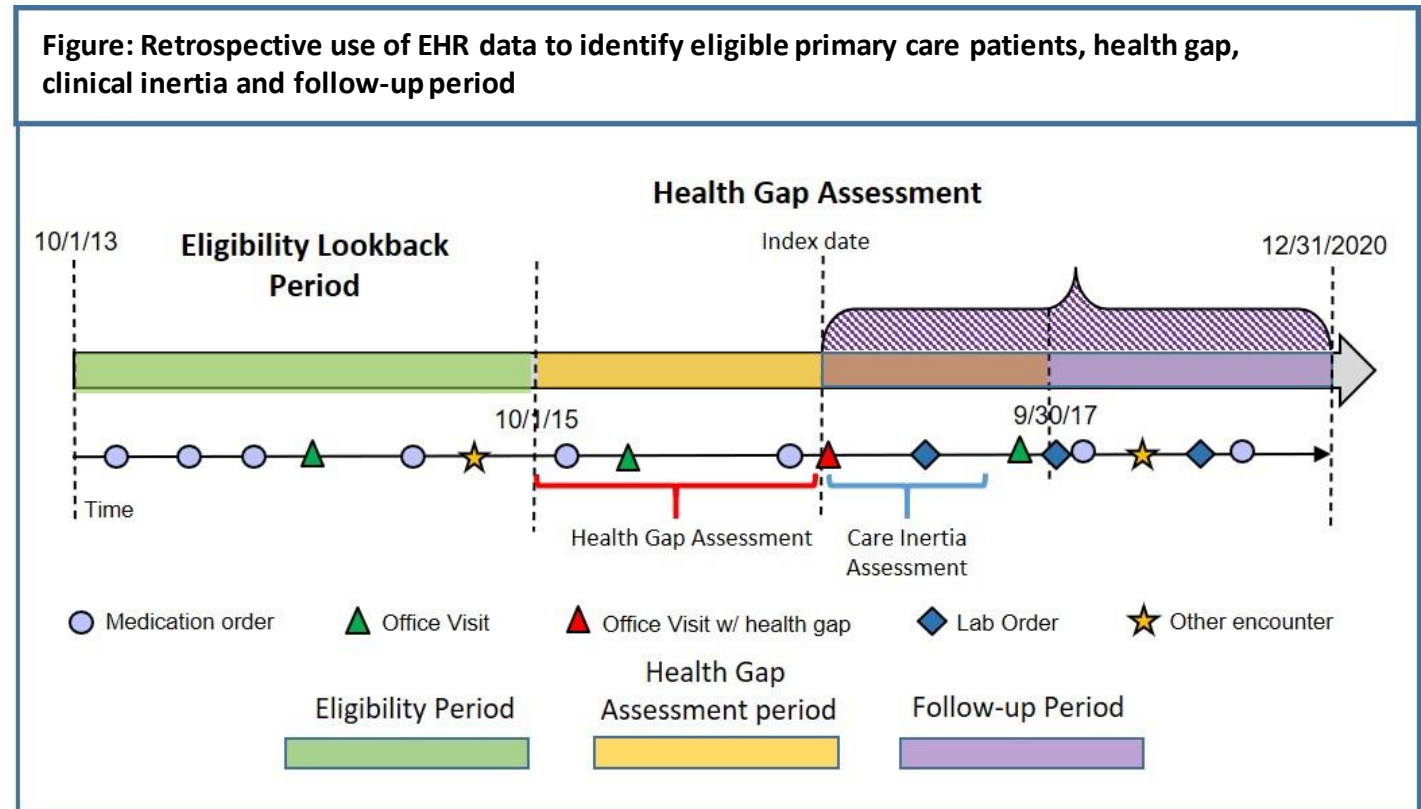 Figure: Retrospective use of EHR data to identify eligible primary care patients, health gap,
clinical inertia and follow-up period
Health Gap Assessment
10/1/13
Eligibility Lookback
Period
Index date
12/31/2020
10/1/15
9/30/17
Time
Health Gap Assessment
Care Inertia
Assessment
Medication order
Office Visit
Office Visit w/ health gap
Lab Order
Other encounter
Eligibility Period
Health Gap
Assessment period
Follow-up Period